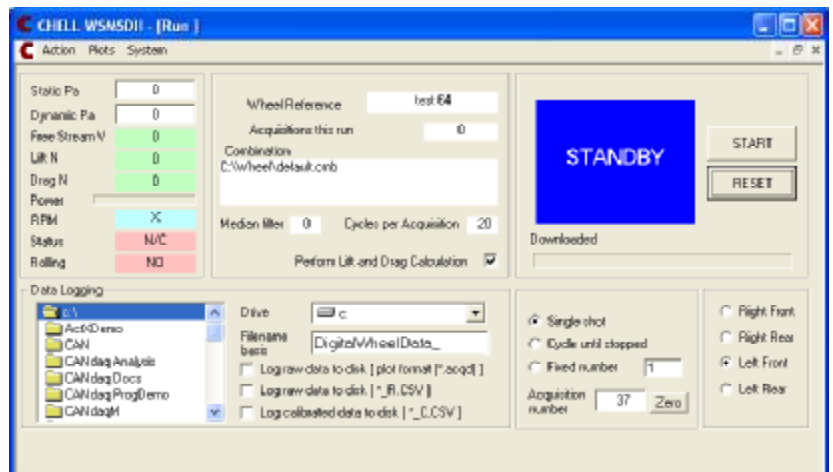 CHELL WSMSDII - [Run ]
Action Plots System
Static Pa 0
Dynamic Pa 0
Free Stream V 0
Lift N 0
Drag N 0
Power
RPM X
Status N/C
Rolling NO
Wheel Reference test 64
Acquisitions this run 0
Combination
C:\Wheel\default.cmb
Median filter 0 Cycles per Acquisition 20
Perform Lift and Drag Calculation
STANDBY
START
RESET
Downloaded
Data Logging
c:\
ActXDemo
CAN
CANdaq Analysis
CANdaq Docs
CANdaq ProgDemo
CANdaqM
Drive c
Filename basis DigitalWheelData_
Log raw data to disk [ plot format (*.acqd) ]
Log raw data to disk [ *_R.CSV ]
Log calibrated data to disk [ *_C.CSV ]
Single shot
Cycle until stopped
Fixed number 1
Acquisition number 37 Zero
Right Front
Right Rear
Left Front
Left Rear